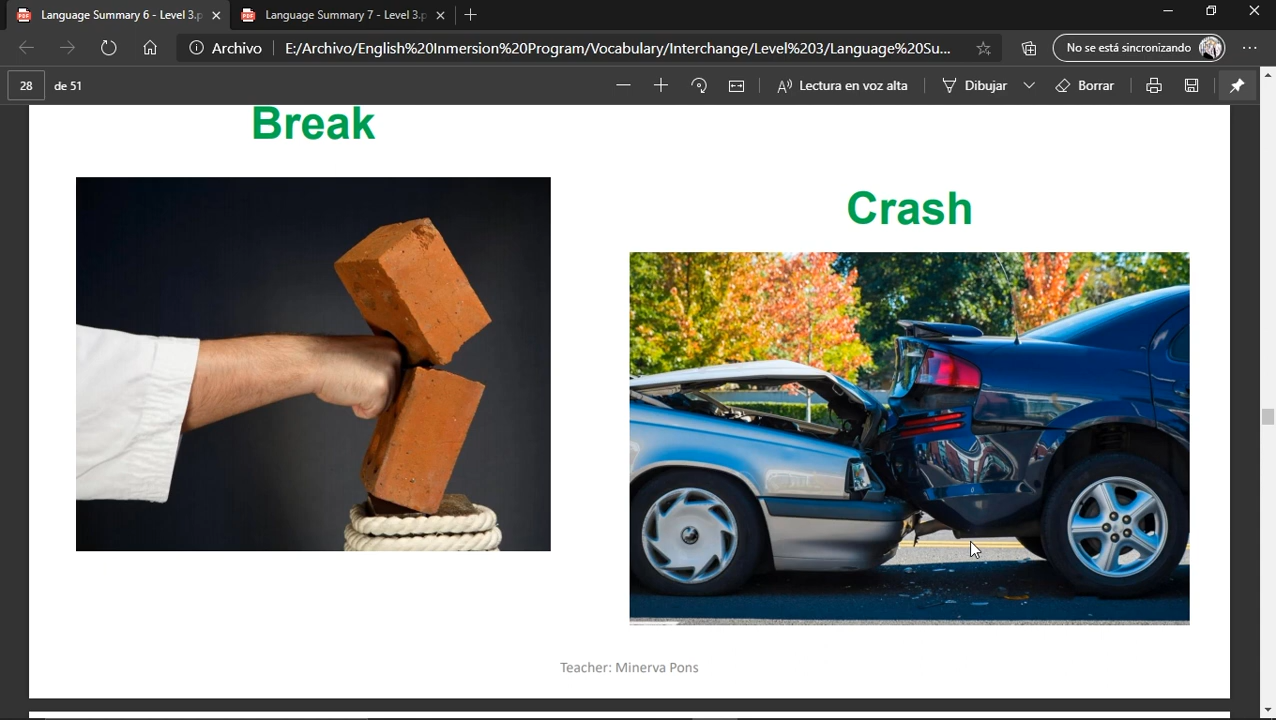 Language Summary 6 - Level 3.p
Language Summary 7 - Level 3.p
Archivo
E:/Archivo/English%20Inmersion%20Program/Vocabulary/Interchange/Level%203/Language%20Su...
No se está sincronizando
28 de 51
Lectura en voz alta
Dibujar
Borrar
Break
Crash
Teacher: Minerva Pons